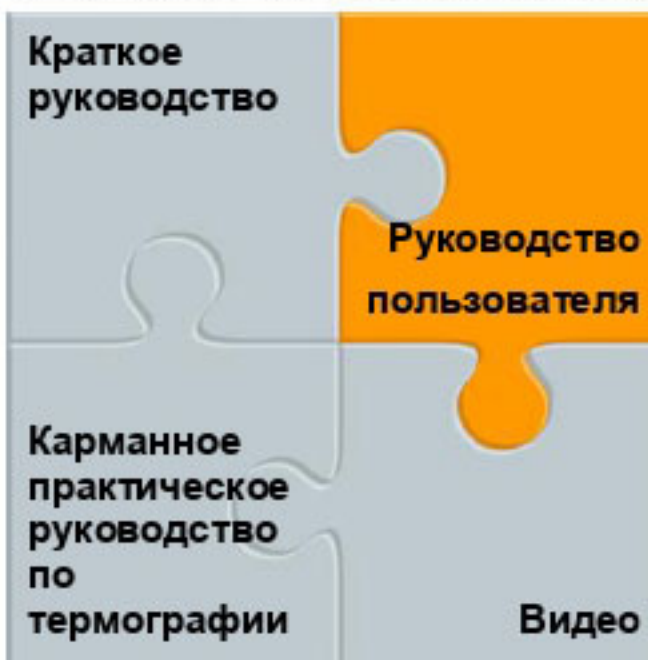 Краткое
руководство
Руководство
пользователя
Карманное
практическое
руководство
по
термографии
Видео